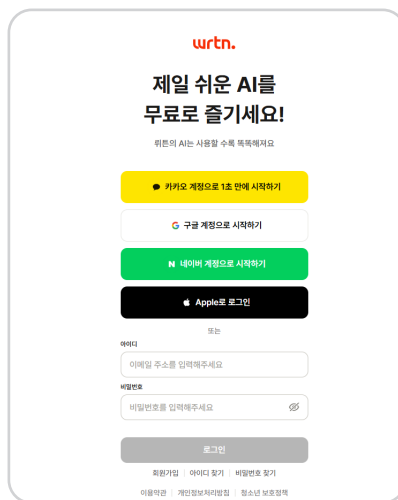 wrtn.
제일 쉬운 AI를
무료로 즐기세요!
뤼튼의 AI는 사용할 수록 똑똑해져요
카카오 계정으로 1초 만에 시작하기
구글 계정으로 시작하기
네이버 계정으로 시작하기
Apple로 로그인
또는
아이디
이메일 주소를 입력해주세요
비밀번호
비밀번호를 입력해주세요
로그인
회원가입 | 아이디 찾기 | 비밀번호 찾기
이용약관 | 개인정보처리방침 | 청소년 보호정책